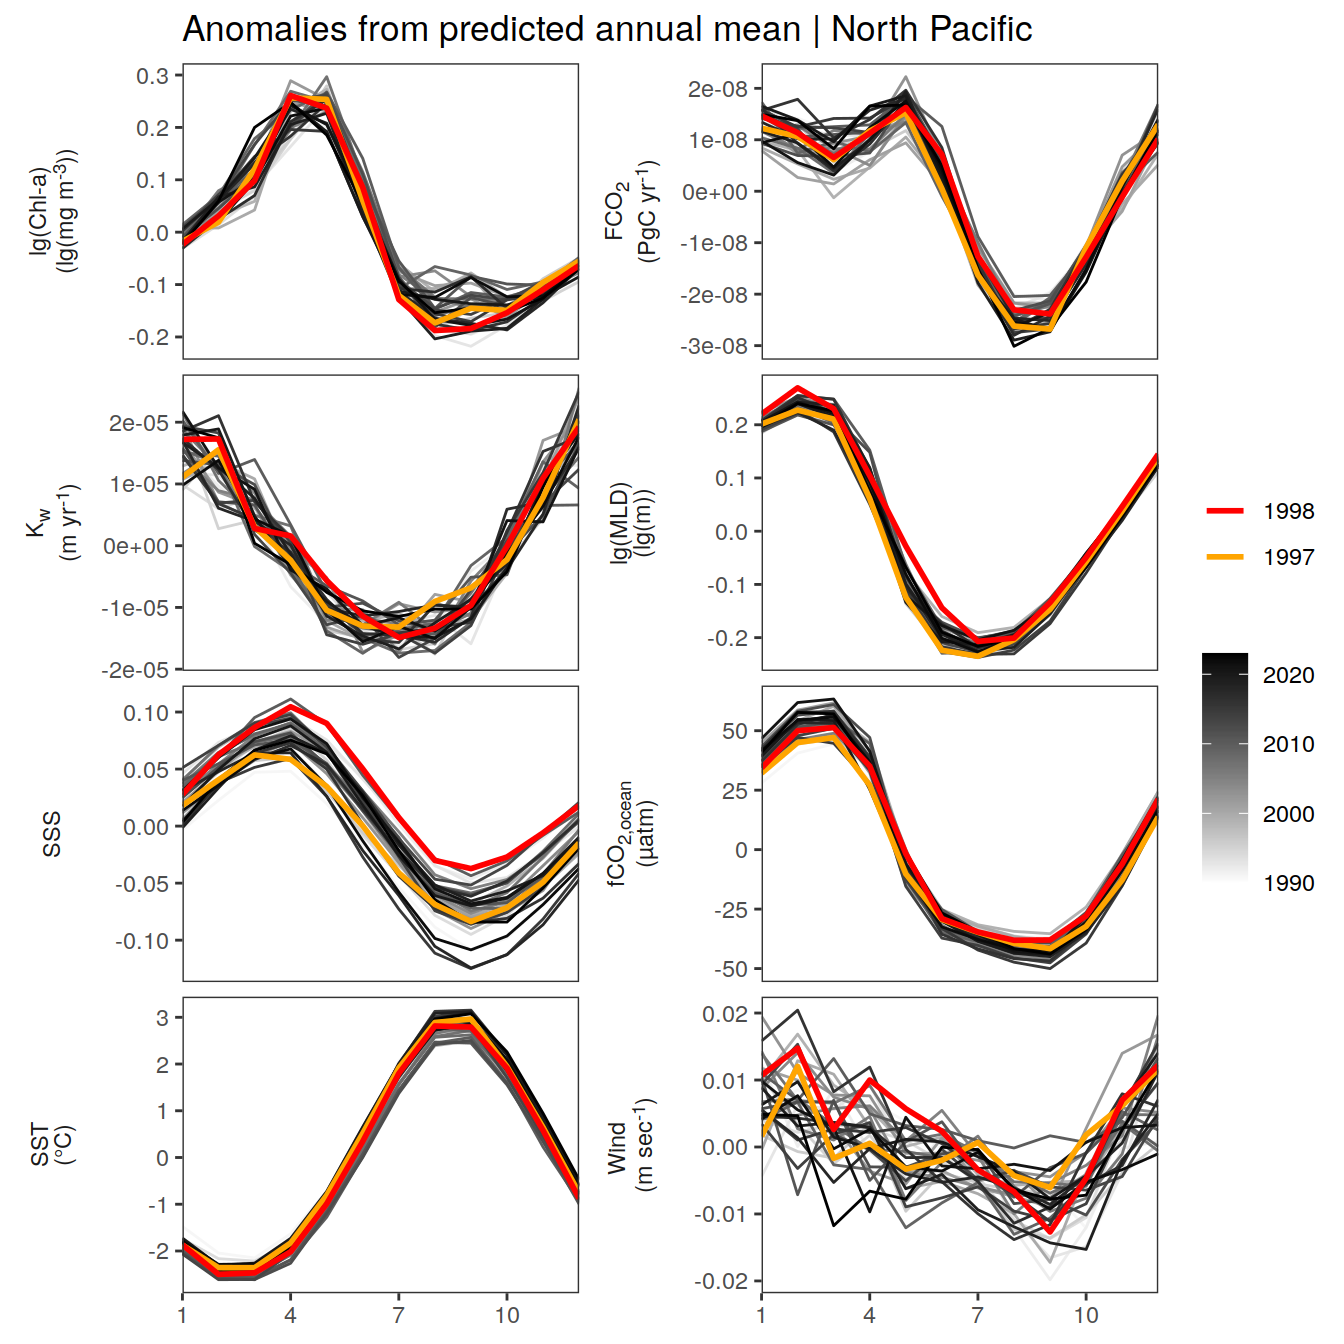 Anomalies from predicted annual mean | North Pacific
lg(Chl-a)
(lg(mg m⁻³))
0.3
0.2
0.1
0.0
-0.1
-0.2
FCO₂
(PgC yr⁻¹)
2e-08
1e-08
0e+00
-1e-08
-2e-08
-3e-08
K_w
(m yr⁻¹)
2e-05
1e-05
0e+00
-1e-05
-2e-05
lg(MLD)
(lg(m))
0.2
0.1
0.0
-0.1
-0.2
SSS
0.10
0.05
0.00
-0.05
-0.10
fCO₂,ocean
(µatm)
50
25
0
-25
-50
SST
(°C)
3
2
1
0
-1
-2
1
4
7
10
Wind
(m sec⁻¹)
0.02
0.01
0.00
-0.01
-0.02
1
4
7
10
1998
1997
2020
2010
2000
1990